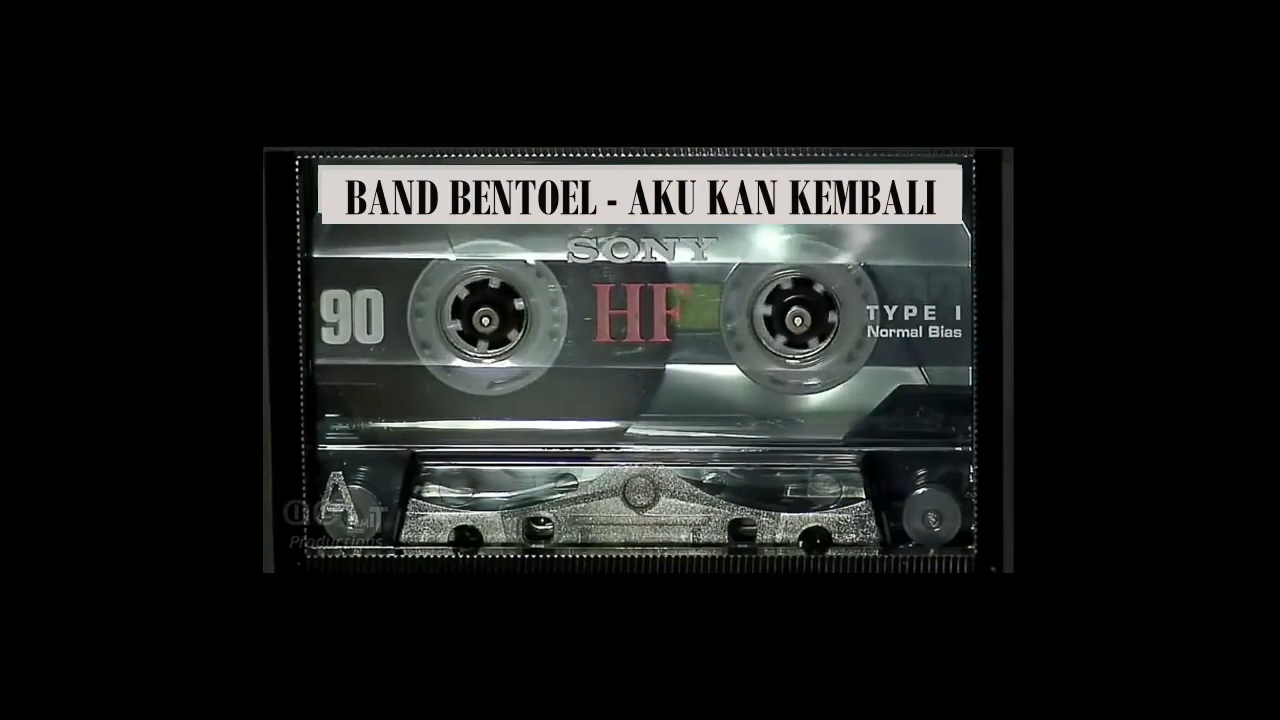 BAND BENTOEL - AKU KAN KEMBALI
SONY
90
HF
TYPE I
Normal Bias
A
Productions